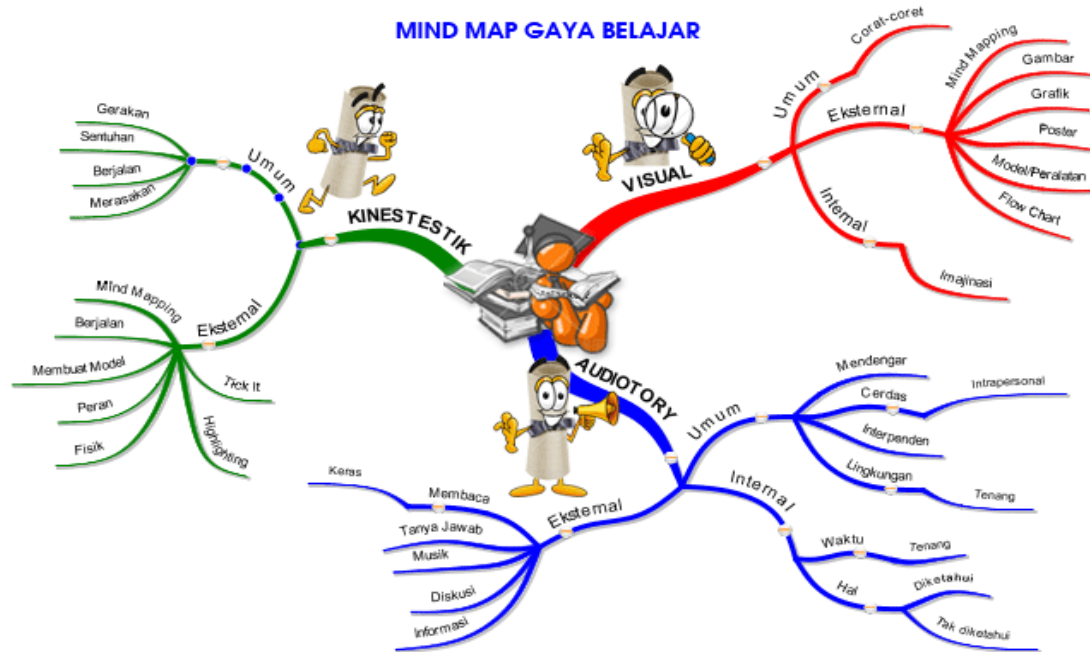 MIND MAP GAYA BELAJAR
VISUAL
Umum
Corat-coret
Eksternal
Mind Mapping
Gambar
Grafik
Poster
Model/Peralatan
Flow Chart
Internal
Imajinasi
KINESTESTIK
Umum
Gerakan
Sentuhan
Berjalan
Merasakan
Eksternal
Mind Mapping
Berjalan
Membuat Model
Peran
Fisik
Highlighting
Tick It
AUDIOTORY
Umum
Mendengar
Cerdas
Intrapersonal
Interpenden
Lingkungan
Tenang
Internal
Waktu
Tenang
Hal
Diketahui
Tak diketahui
Eksternal
Membaca
Keras
Tanya Jawab
Musik
Diskusi
Informasi